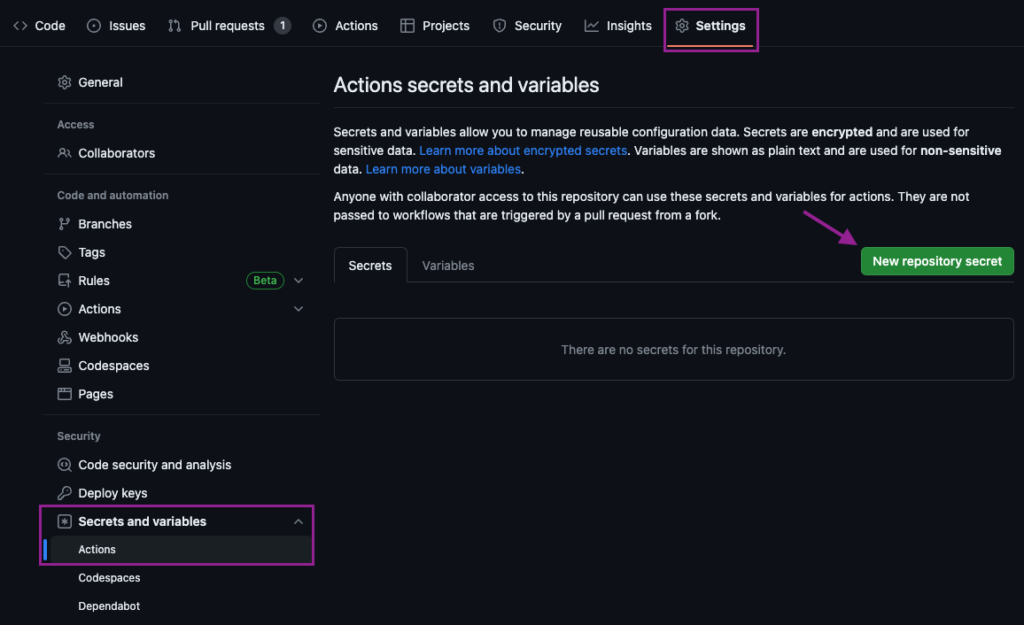 Code Issues Pull requests 1 Actions Projects Security Insights Settings
General
Access
Collaborators
Code and automation
Branches
Tags
Rules Beta
Actions
Webhooks
Codespaces
Pages
Security
Code security and analysis
Deploy keys
Secrets and variables
Actions
Codespaces
Dependabot
Actions secrets and variables
Secrets and variables allow you to manage reusable configuration data. Secrets are encrypted and are used for
sensitive data. Learn more about encrypted secrets. Variables are shown as plain text and are used for non-sensitive
data. Learn more about variables.
Anyone with collaborator access to this repository can use these secrets and variables for actions. They are not
passed to workflows that are triggered by a pull request from a fork.
Secrets Variables New repository secret
There are no secrets for this repository.